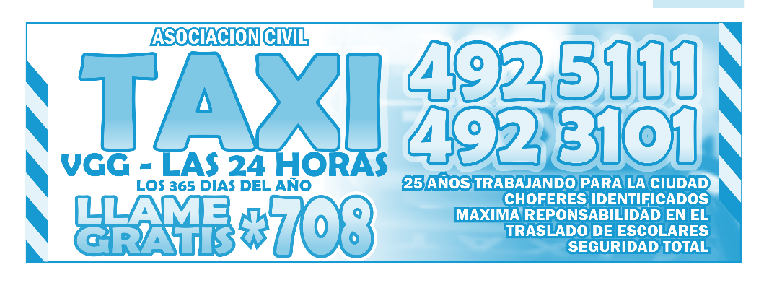 ASOCIACION CIVIL
TAXI
VGG - LAS 24 HORAS
LOS 365 DIAS DEL AÑO
LLAME
GRATIS *708
492 5111
492 3101
25 AÑOS TRABAJANDO PARA LA CIUDAD
CHOFERES IDENTIFICADOS
MAXIMA REPONSABILIDAD EN EL
TRASLADO DE ESCOLARES
SEGURIDAD TOTAL